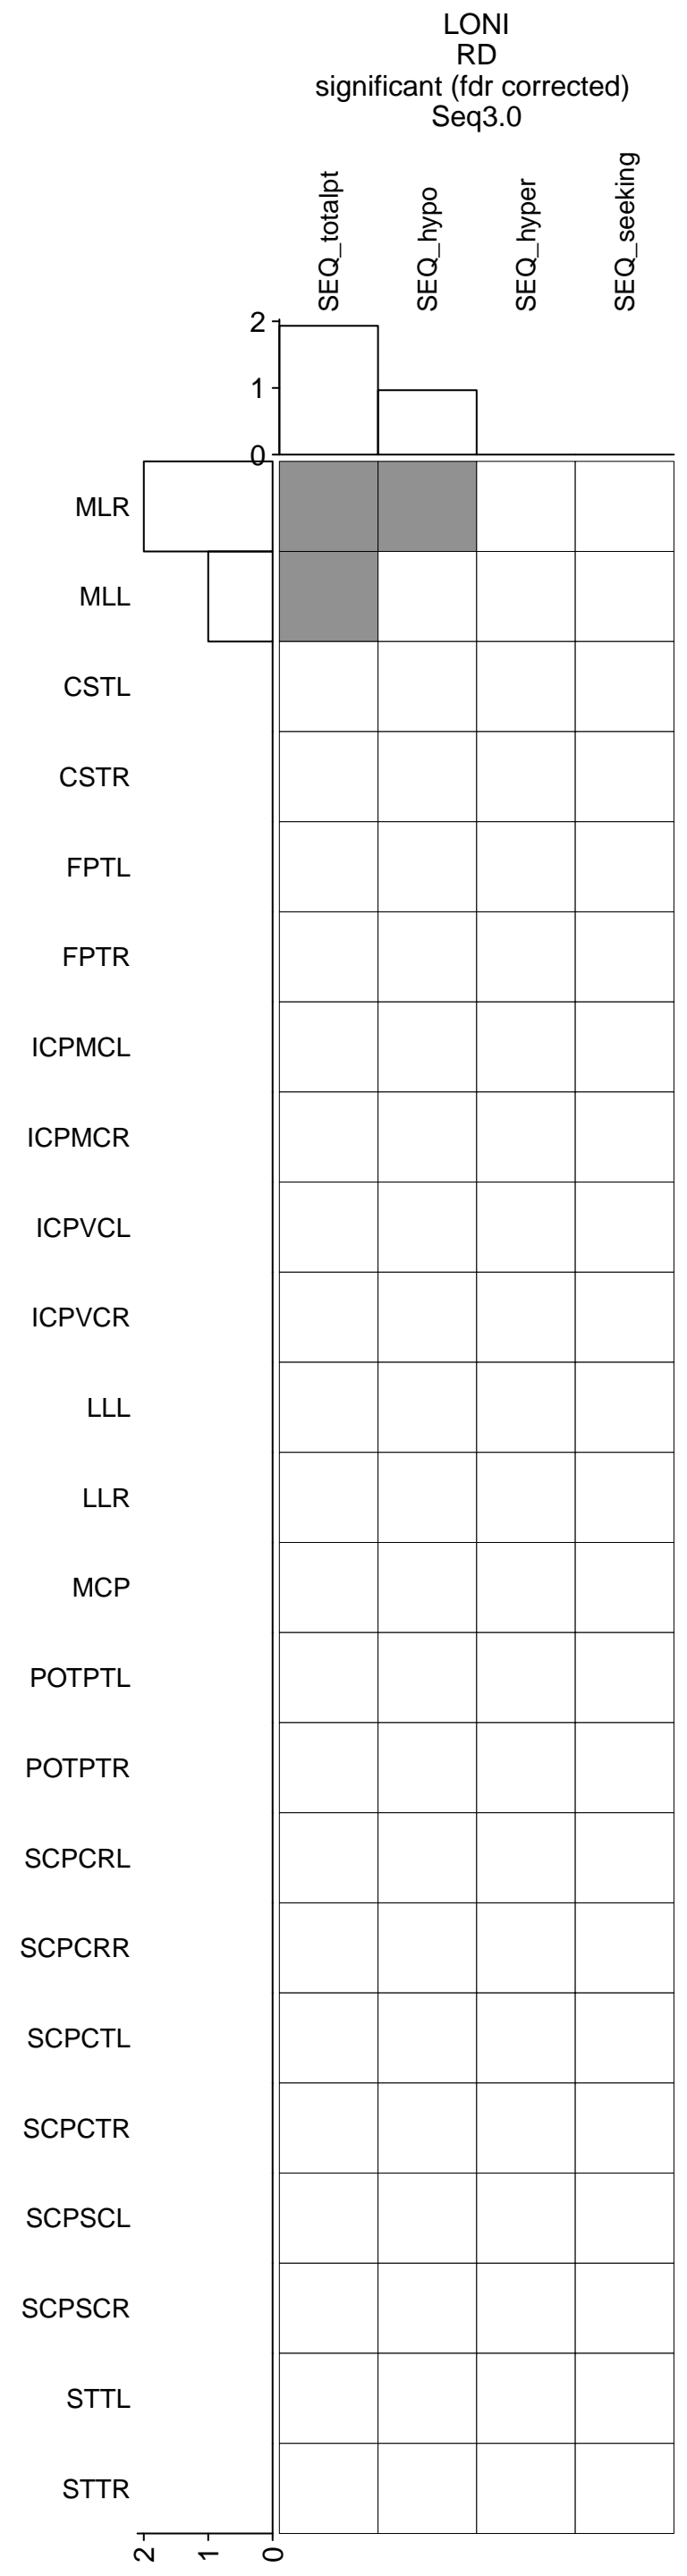 LONI
RD
significant (fdr corrected)
Seq3.0
SEQ_totalpt
SEQ_hypo
SEQ_hyper
SEQ_seeking
2
1
0
MLR
MLL
CSTL
CSTR
FPTL
FPTR
ICPMCL
ICPMCR
ICPVCL
ICPVCR
LLL
LLR
MCP
POTPTL
POTPTR
SCPCRL
SCPCRR
SCPCTL
SCPCTR
SCPSCL
SCPSCR
STTL
STTR
2 1 0